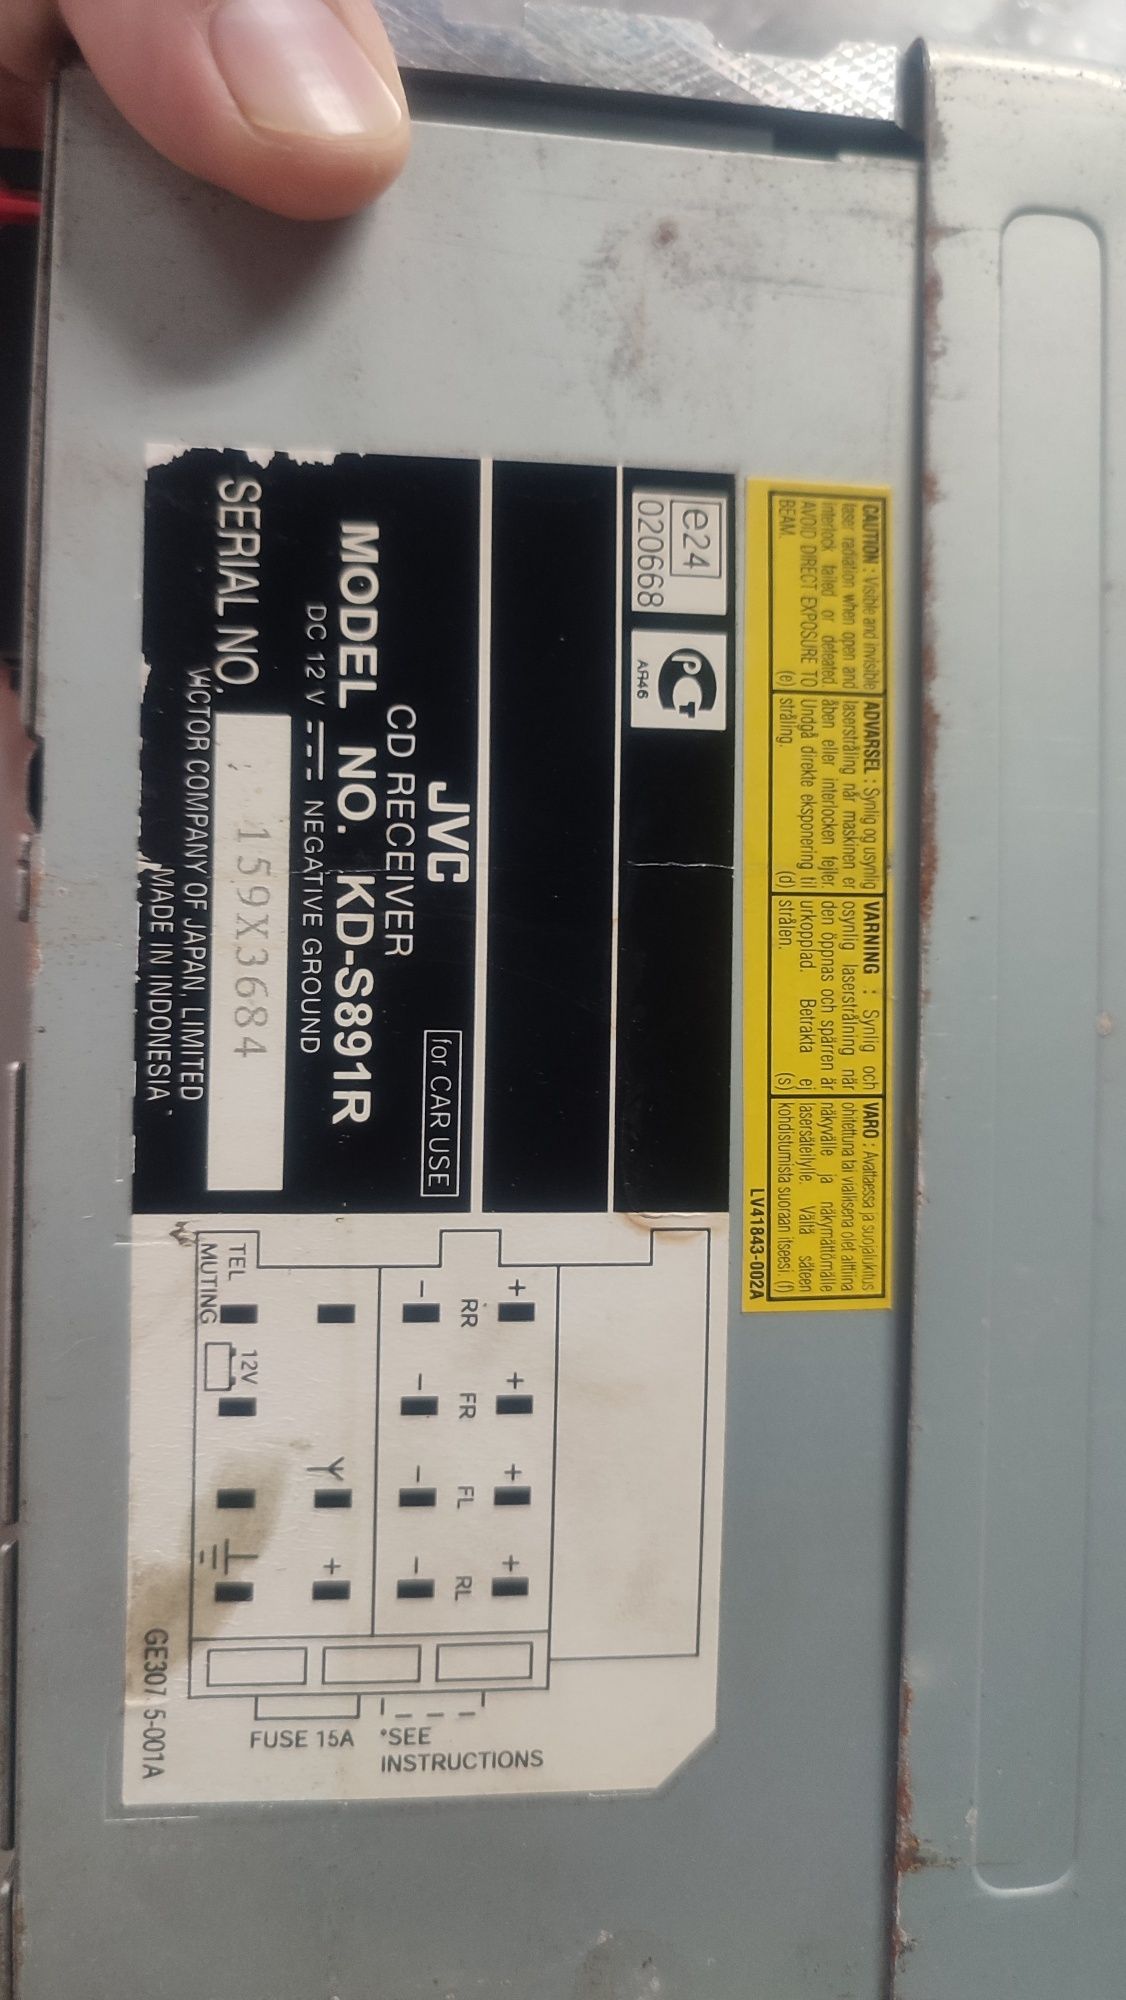 CAUTION : Visible and invisible
laser radiation when open and
interlock failed or defeated.
AVOID DIRECT EXPOSURE TO
BEAM. (e)
ADVARSEL : Synlig og usynlig
laserstråling når maskinen er
åben eller interlocken fejler.
Undgå direkte eksponering til
stråling. (d)
VARNING : Synlig och
osynlig laserstrålning när
den öppnas och spärren är
urkopplad. Betrakta ej
strålen. (s)
VARO : Avattaessa ja suojalukitus
ohitettuna tai viallisena olet alttiina
näkyvälle ja näkymättömälle
lasersäteilylle. Vältä säteen
kohdistumista suoraan itseesi. (f)
LV41843-002A
e24
020668
PCT
AЯ46
JVC
for CAR USE
CD RECEIVER
MODEL NO. KD-S891R
DC 12 V NEGATIVE GROUND
SERIAL NO. 159X3684
VICTOR COMPANY OF JAPAN, LIMITED
MADE IN INDONESIA
+ + + +
RR FR FL RL
− − − −
+
TEL
MUTING
12V
FUSE 15A
*SEE
INSTRUCTIONS
GE307 5-001A